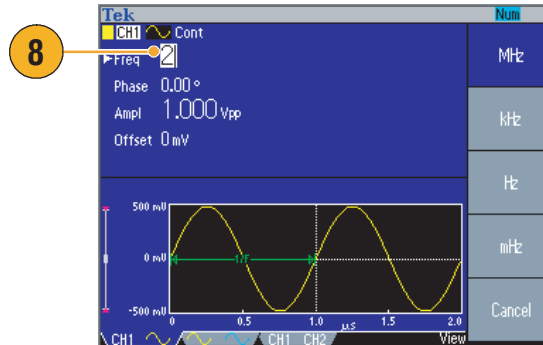 Tek Num
CH1 Cont
8
Freq 2
MHz
Phase 0.00 °
Ampl 1.000 Vpp
kHz
Offset 0 mV
Hz
500 mV
0 mV
1/F
mHz
-500 mV
0 0.5 1.0 1.5 2.0
µs
Cancel
CH1 CH1 CH2 View